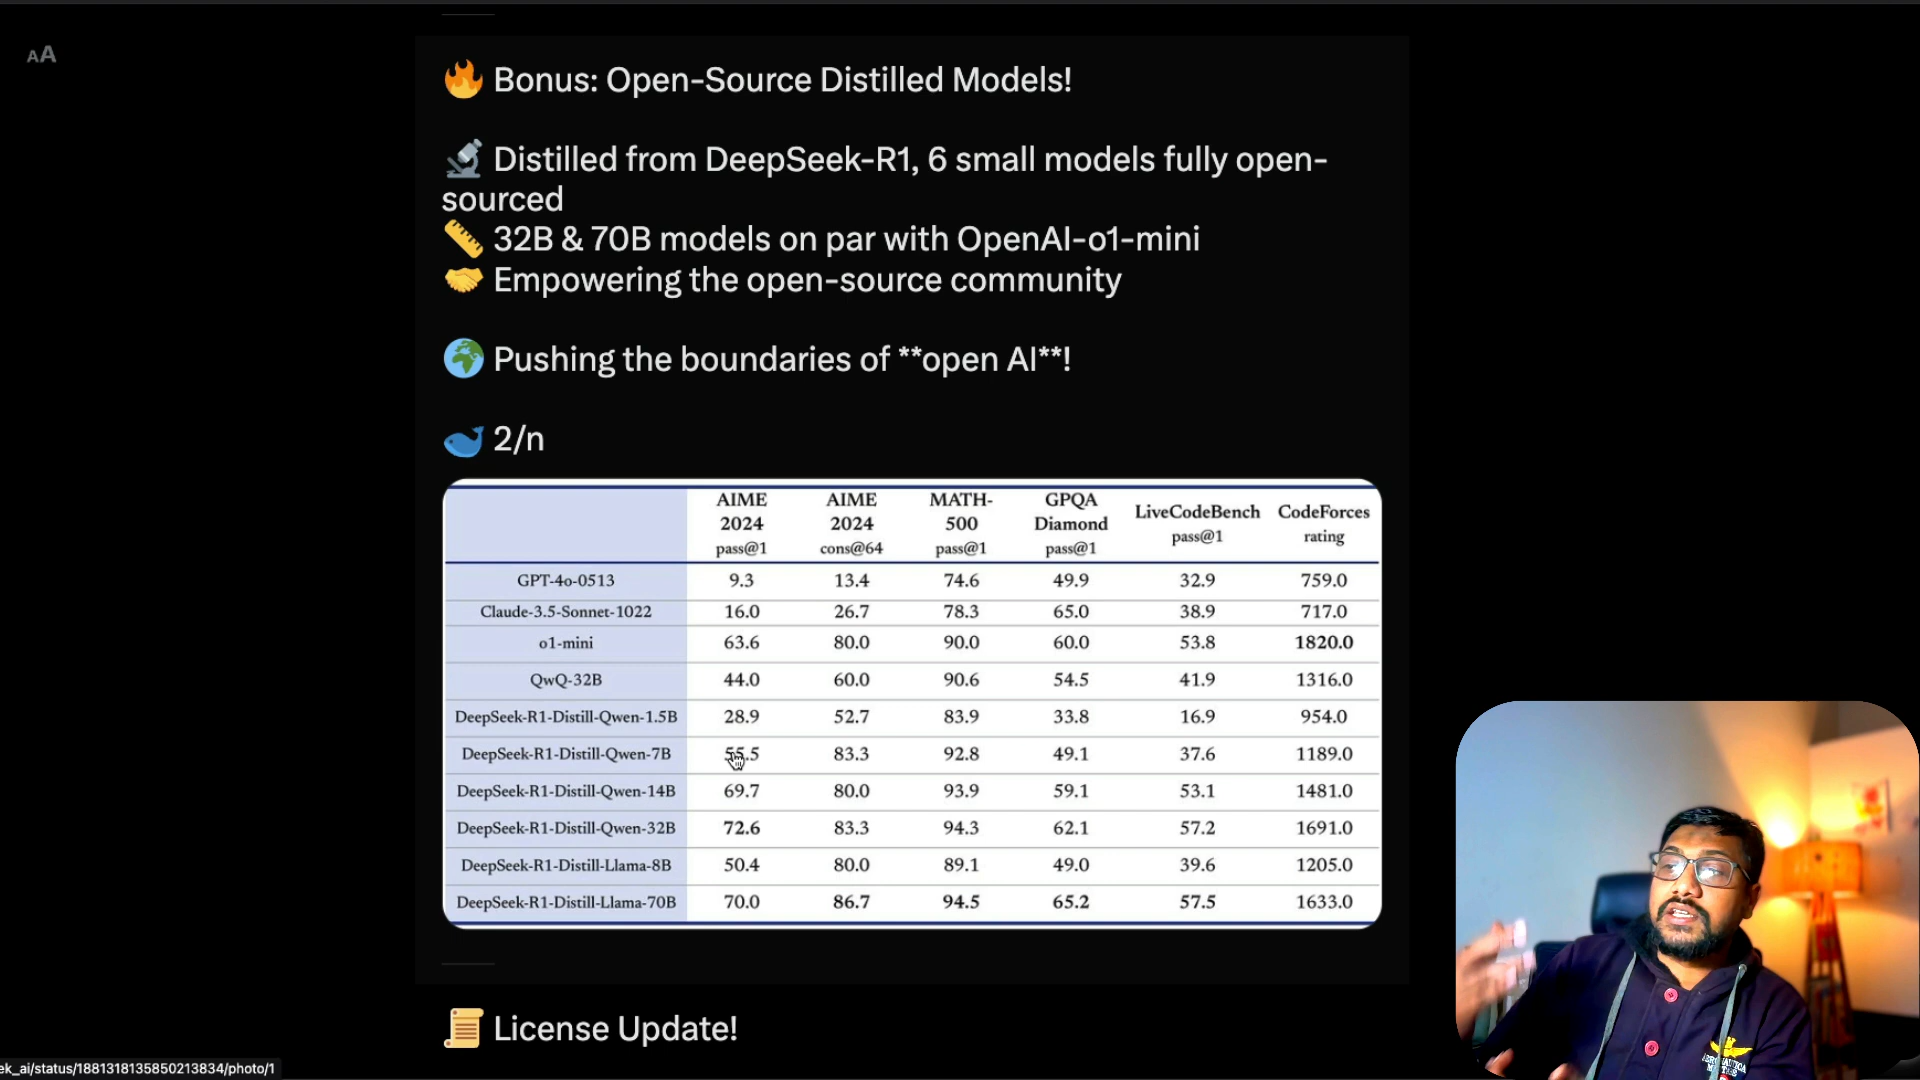 AA
🔥 Bonus: Open-Source Distilled Models!
🔬 Distilled from DeepSeek-R1, 6 small models fully open-
sourced
📏 32B & 70B models on par with OpenAI-o1-mini
🤝 Empowering the open-source community
🌍 Pushing the boundaries of **open AI**!
🐋 2/n
AIME 2024 pass@1 AIME 2024 cons@64 MATH-500 pass@1 GPQA Diamond pass@1 LiveCodeBench pass@1 CodeForces rating
GPT-4o-0513 9.3 13.4 74.6 49.9 32.9 759.0
Claude-3.5-Sonnet-1022 16.0 26.7 78.3 65.0 38.9 717.0
o1-mini 63.6 80.0 90.0 60.0 53.8 1820.0
QwQ-32B 44.0 60.0 90.6 54.5 41.9 1316.0
DeepSeek-R1-Distill-Qwen-1.5B 28.9 52.7 83.9 33.8 16.9 954.0
DeepSeek-R1-Distill-Qwen-7B 55.5 83.3 92.8 49.1 37.6 1189.0
DeepSeek-R1-Distill-Qwen-14B 69.7 80.0 93.9 59.1 53.1 1481.0
DeepSeek-R1-Distill-Qwen-32B 72.6 83.3 94.3 62.1 57.2 1691.0
DeepSeek-R1-Distill-Llama-8B 50.4 80.0 89.1 49.0 39.6 1205.0
DeepSeek-R1-Distill-Llama-70B 70.0 86.7 94.5 65.2 57.5 1633.0
📜 License Update!
ek_ai/status/1881318135850213834/photo/1